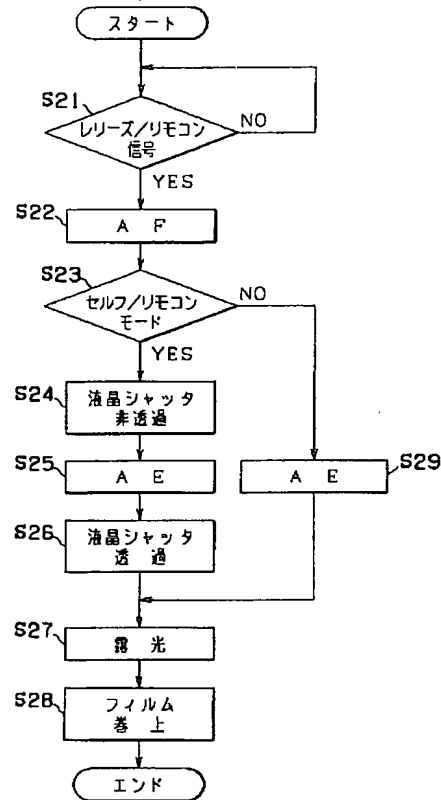 スタート
S21
レリーズ/リモコン
信号
NO
YES
S22
A F
S23
セルフ/リモコン
モード
NO
YES
S24
液晶シャッタ
非透過
S25
A E
S29
A E
S26
液晶シャッタ
透 過
S27
露 光
S28
フィルム
巻 上
エンド